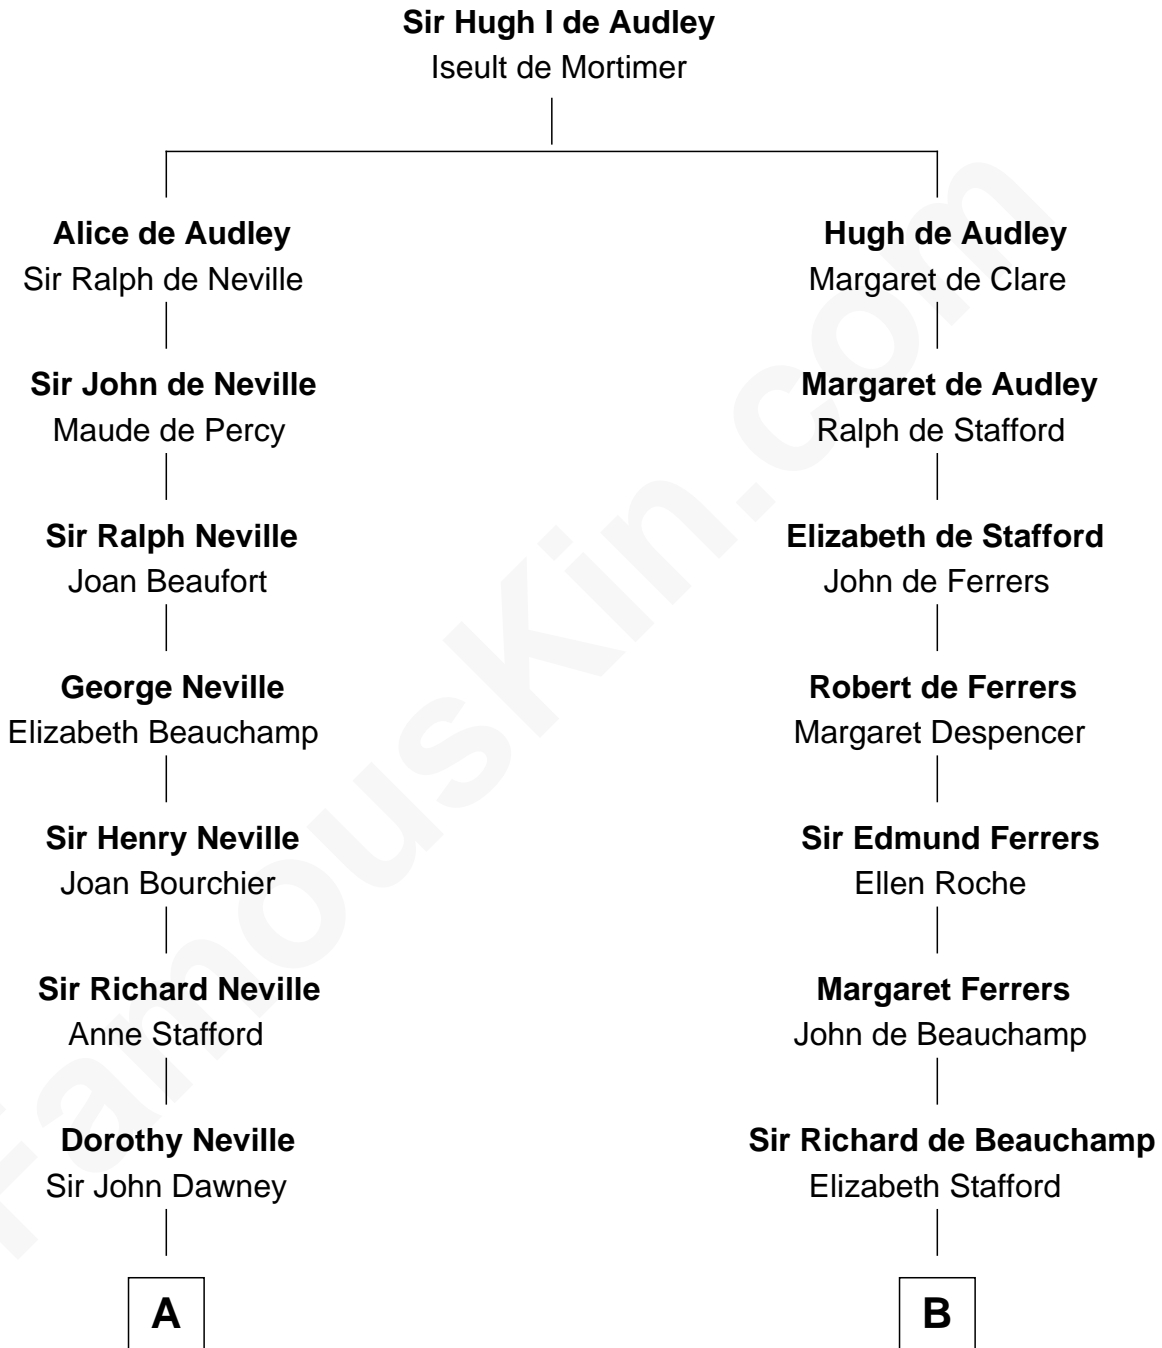 Sir Hugh I de Audley
Iseult de Mortimer
Alice de Audley
Sir Ralph de Neville
Hugh de Audley
Margaret de Clare
Sir John de Neville
Maude de Percy
Margaret de Audley
Ralph de Stafford
Sir Ralph Neville
Joan Beaufort
Elizabeth de Stafford
John de Ferrers
George Neville
Elizabeth Beauchamp
Robert de Ferrers
Margaret Despencer
Sir Henry Neville
Joan Bourchier
Sir Edmund Ferrers
Ellen Roche
Sir Richard Neville
Anne Stafford
Margaret Ferrers
John de Beauchamp
Dorothy Neville
Sir John Dawney
Sir Richard de Beauchamp
Elizabeth Stafford
A
B
FamousKin.com